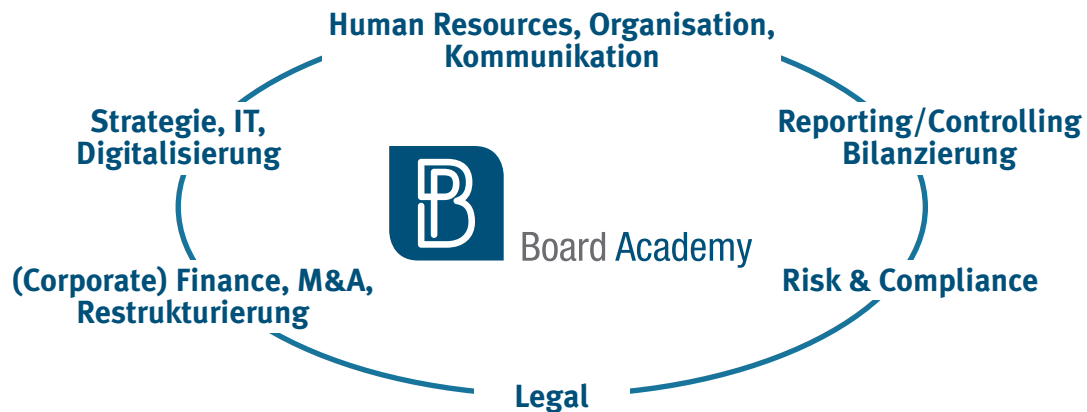 Human Resources, Organisation,
Kommunikation
Strategie, IT,
Digitalisierung
Reporting/Controlling
Bilanzierung
Board Academy
(Corporate) Finance, M&A,
Restrukturierung
Risk & Compliance
Legal